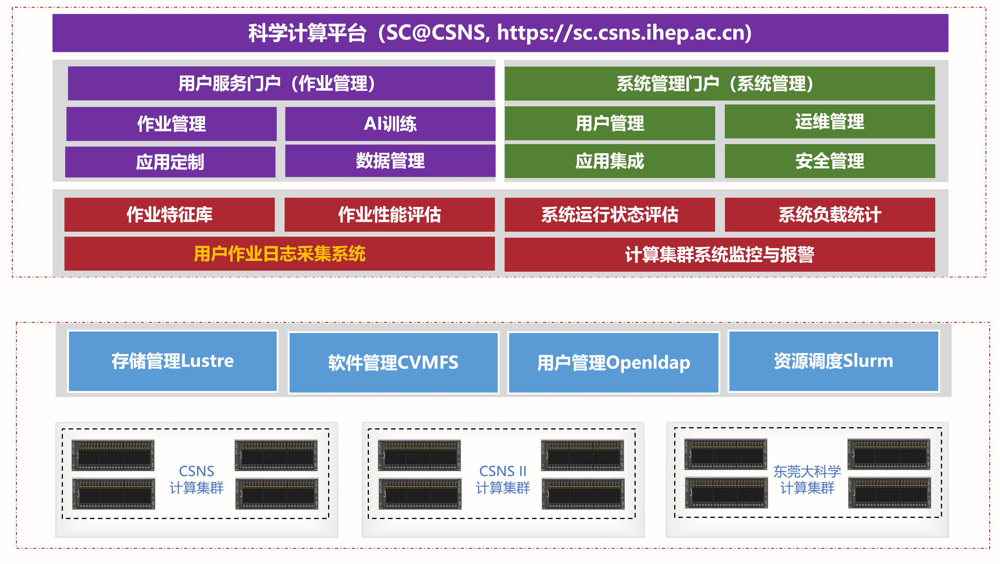 科学计算平台（SC@CSNS, https://sc.csns.ihep.ac.cn)
用户服务门户（作业管理）
系统管理门户（系统管理）
作业管理
AI训练
用户管理
运维管理
应用定制
数据管理
应用集成
安全管理
作业特征库
作业性能评估
系统运行状态评估
系统负载统计
用户作业日志采集系统
计算集群系统监控与报警
存储管理Lustre
软件管理CVMFS
用户管理Openldap
资源调度Slurm
CSNS
计算集群
CSNS II
计算集群
东莞大科学
计算集群